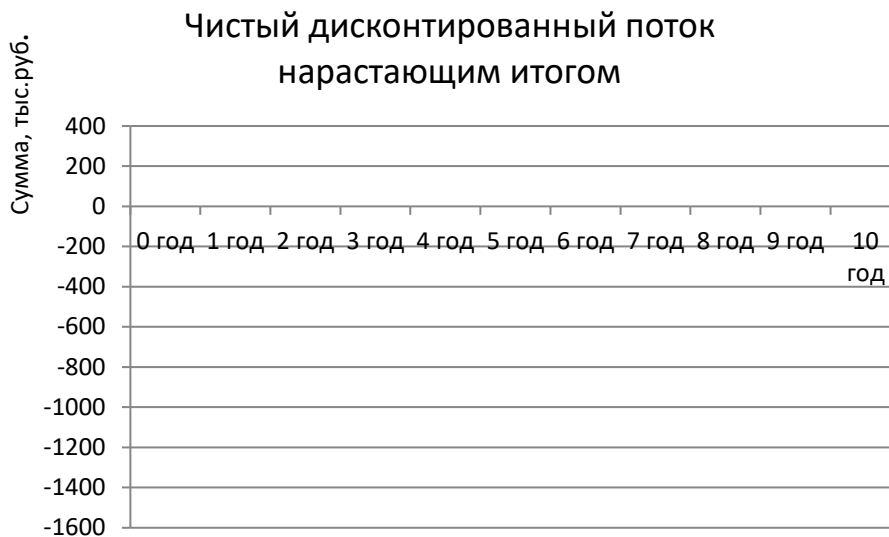 Чистый дисконтированный поток
нарастающим итогом
Сумма, тыс.руб.
400
200
0
-200
-400
-600
-800
-1000
-1200
-1400
-1600
0 год 1 год 2 год 3 год 4 год 5 год 6 год 7 год 8 год 9 год 10
год